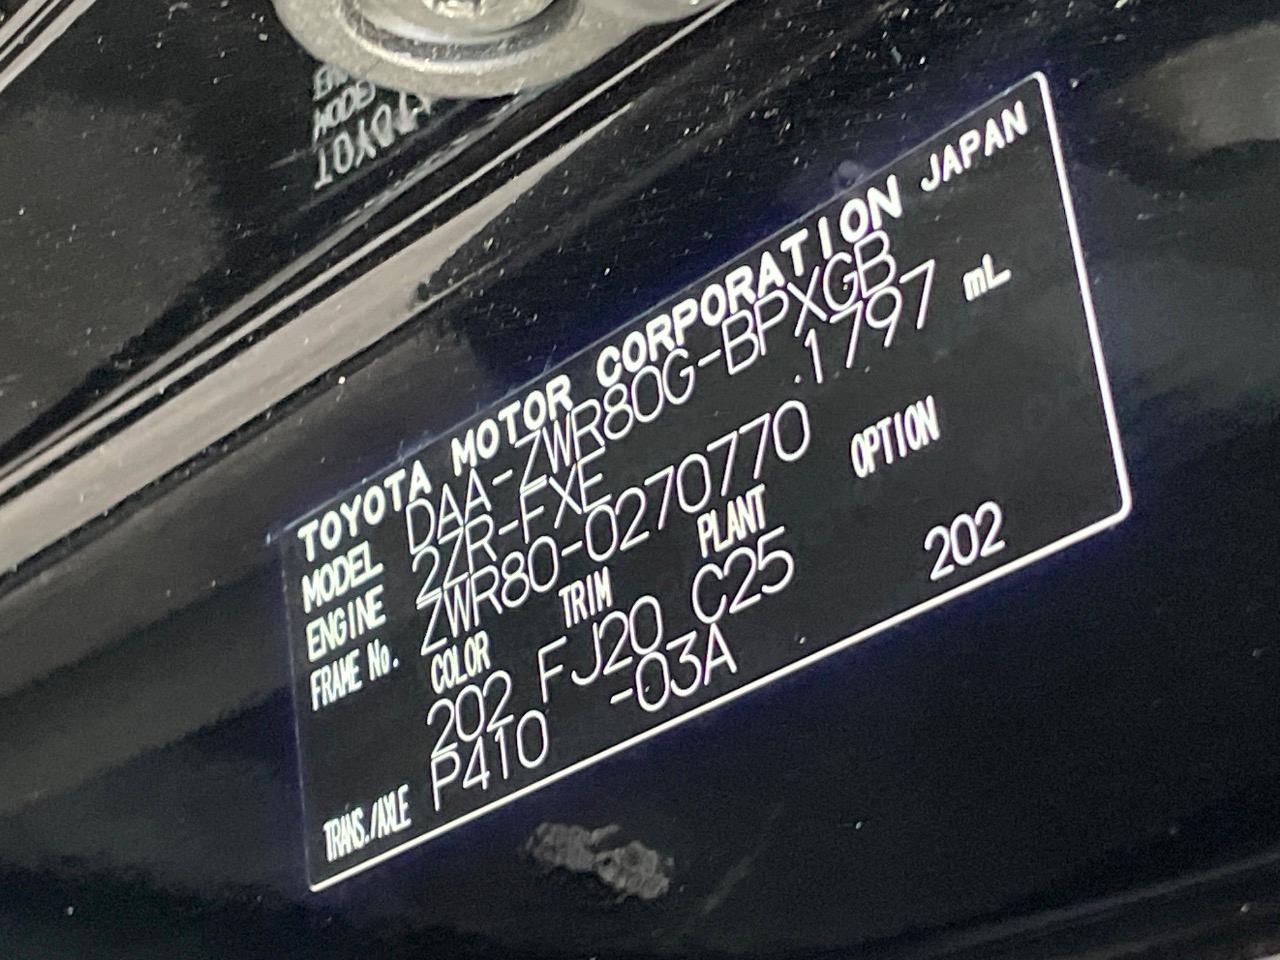 TOYOTA MOTOR CORPORATION JAPAN
MODEL DAA-ZWR80G-BPXGB
ENGINE 2ZR-FXE 1797 mL
FRAME No. ZWR80-0270770
COLOR TRIM PLANT OPTION
202 FJ20 C25 202
TRANS./AXLE P410 -03A